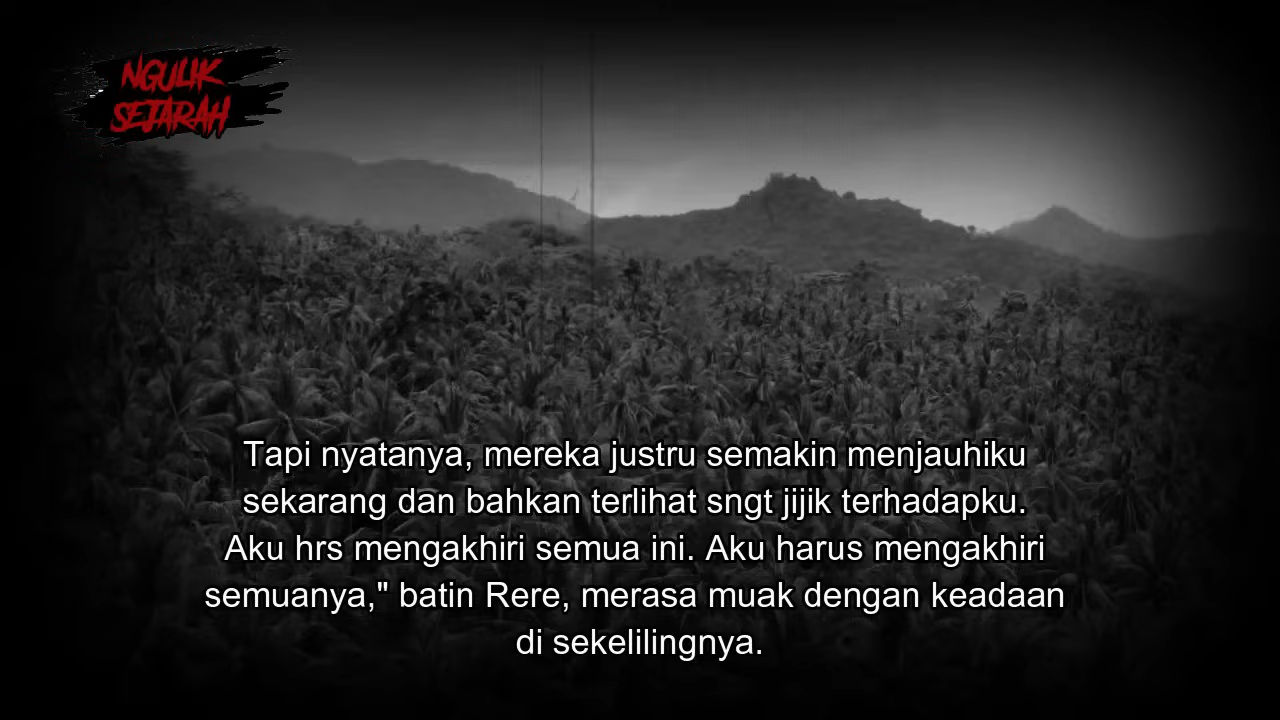 NGULIK
SEJARAH
Tapi nyatanya, mereka justru semakin menjauhiku
sekarang dan bahkan terlihat sngt jijik terhadapku.
Aku hrs mengakhiri semua ini. Aku harus mengakhiri
semuanya," batin Rere, merasa muak dengan keadaan
di sekelilingnya.